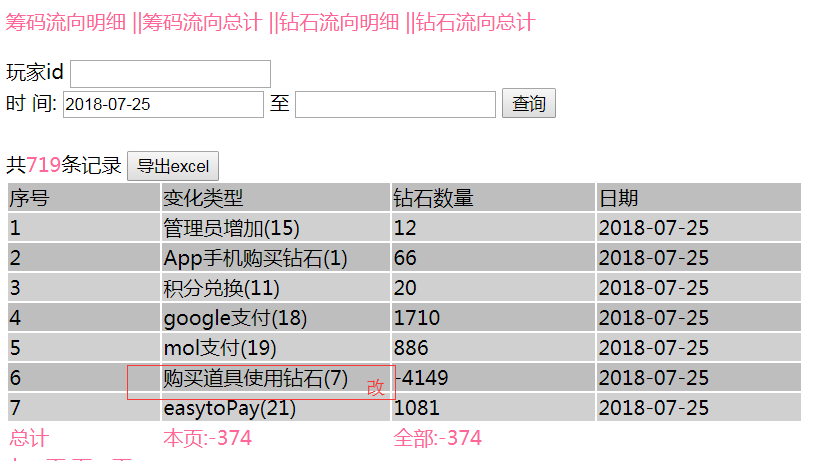 筹码流向明细 ||筹码流向总计 ||钻石流向明细 ||钻石流向总计
玩家id
时 间: 2018-07-25 至 查询
共719条记录 导出excel
序号 变化类型 钻石数量 日期
1 管理员增加(15) 12 2018-07-25
2 App手机购买钻石(1) 66 2018-07-25
3 积分兑换(11) 20 2018-07-25
4 google支付(18) 1710 2018-07-25
5 mol支付(19) 886 2018-07-25
6 购买道具使用钻石(7) 改 -4149 2018-07-25
7 easytoPay(21) 1081 2018-07-25
总计 本页:-374 全部:-374